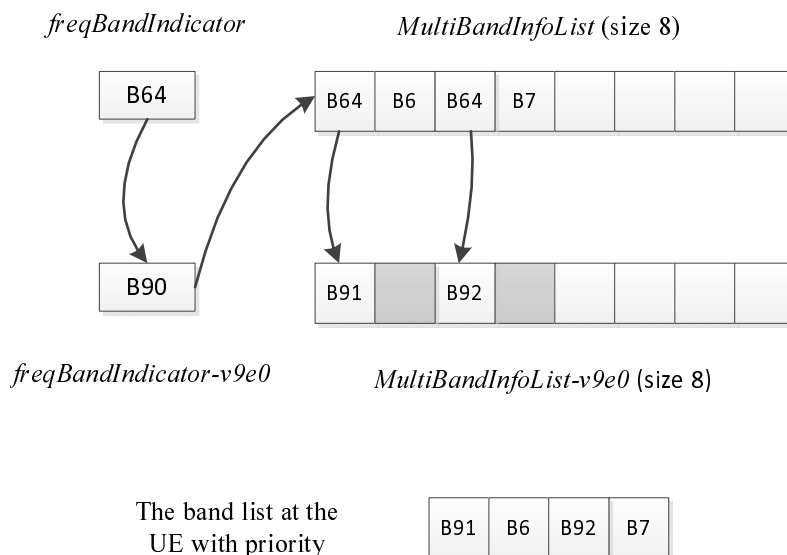 freqBandIndicator
MultiBandInfoList (size 8)
B64
B64 B6 B64 B7
B90
B91 B92
freqBandIndicator-v9e0
MultiBandInfoList-v9e0 (size 8)
The band list at the
UE with priority
B91 B6 B92 B7